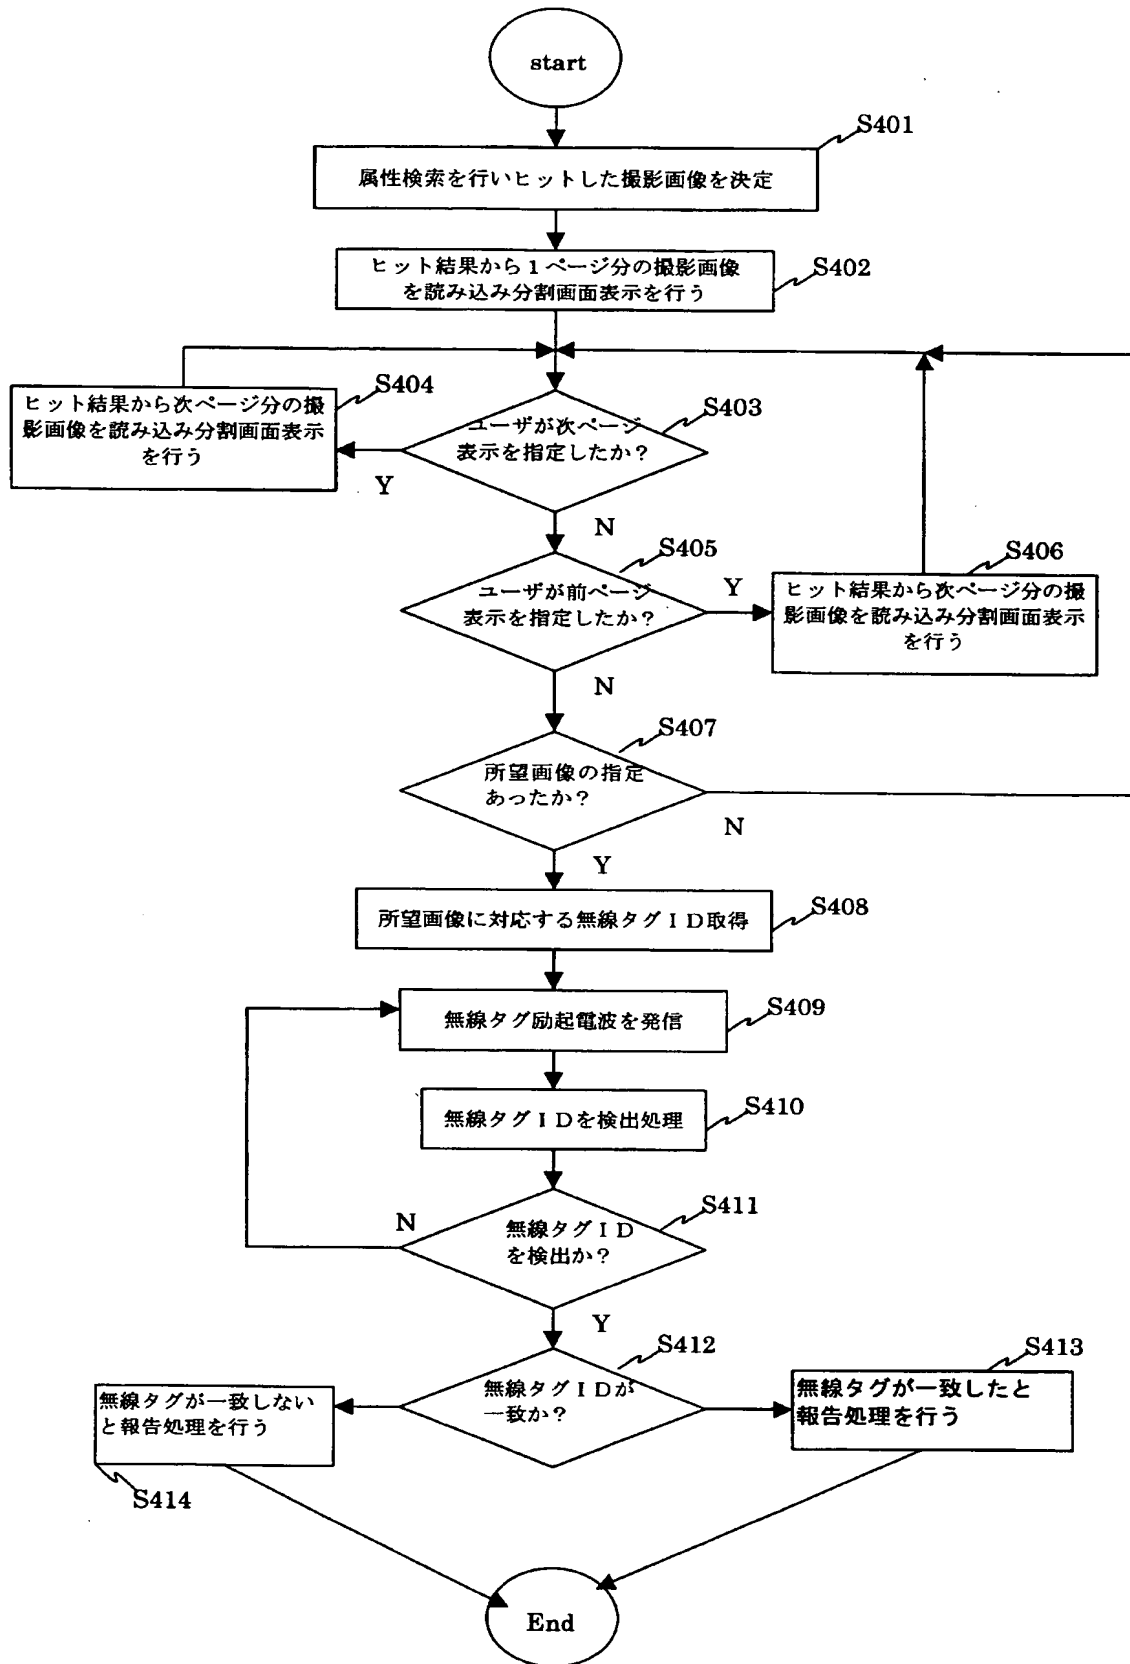 start
S401
属性検索を行いヒットした撮影画像を決定
ヒット結果から１ページ分の撮影画像
を読み込み分割画面表示を行う
S402
S404
ヒット結果から次ページ分の撮
影画像を読み込み分割画面表示
を行う
S403
ユーザが次ページ
表示を指定したか？
Y
N
S405
ユーザが前ページ
表示を指定したか？
Y
S406
ヒット結果から次ページ分の撮
影画像を読み込み分割画面表示
を行う
N
S407
所望画像の指定
あったか？
N
Y
所望画像に対応する無線タグＩＤ取得
S408
無線タグ励起電波を発信
S409
無線タグＩＤを検出処理
S410
S411
N
無線タグＩＤ
を検出か？
Y
S412
無線タグＩＤが
一致か？
S413
無線タグが一致したと
報告処理を行う
無線タグが一致しない
と報告処理を行う
S414
End